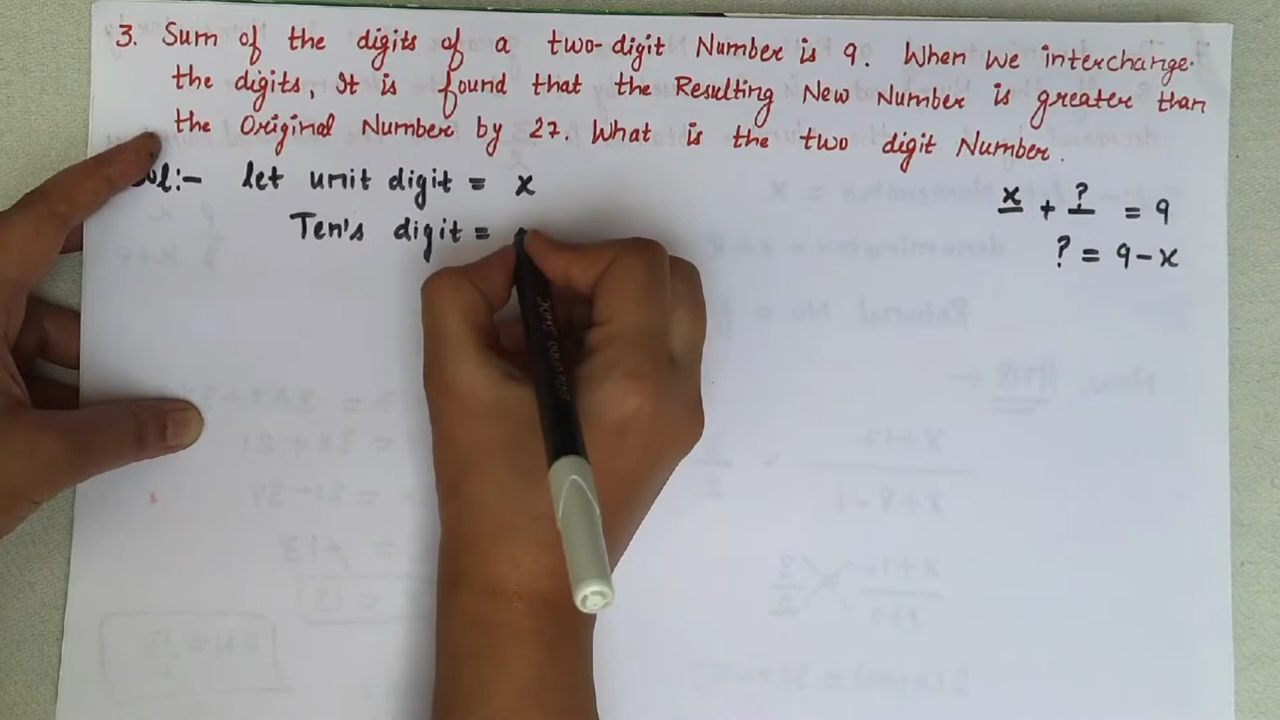 3. Sum of the digits of a two-digit Number is 9. When we interchange
the digits, It is found that the Resulting New Number is greater than
the Original Number by 27. What is the two digit Number.
let unit digit = x
Ten's digit =
x + ? = 9
? = 9-x